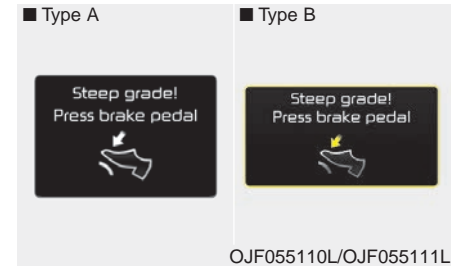 ■ Type A
■ Type B
Steep grade!
Press brake pedal
Steep grade!
Press brake pedal
OJF055110L/OJF055111L